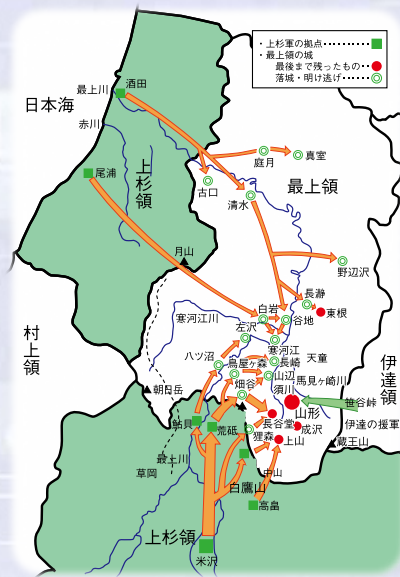 ・上杉軍の拠点
・最上領の城
最後まで残ったもの
落城・明け逃げ
日本海
最上川
酒田
赤川
尾浦
上杉領
庭月
真室
古口
清水
最上領
月山
野辺沢
長瀞
白岩
谷地
東根
寒河江川
左沢
村上領
八ツ沼
鳥屋ヶ森
寒河江
長崎
天童
伊達領
朝日岳
畑谷
山辺
須川
馬見ヶ崎川
山形
笹谷峠
鮎貝
荒砥
長谷堂
成沢
伊達の援軍
狸森
上山
蔵王山
最上川
草岡
中山
白鷹山
高畠
上杉領
米沢